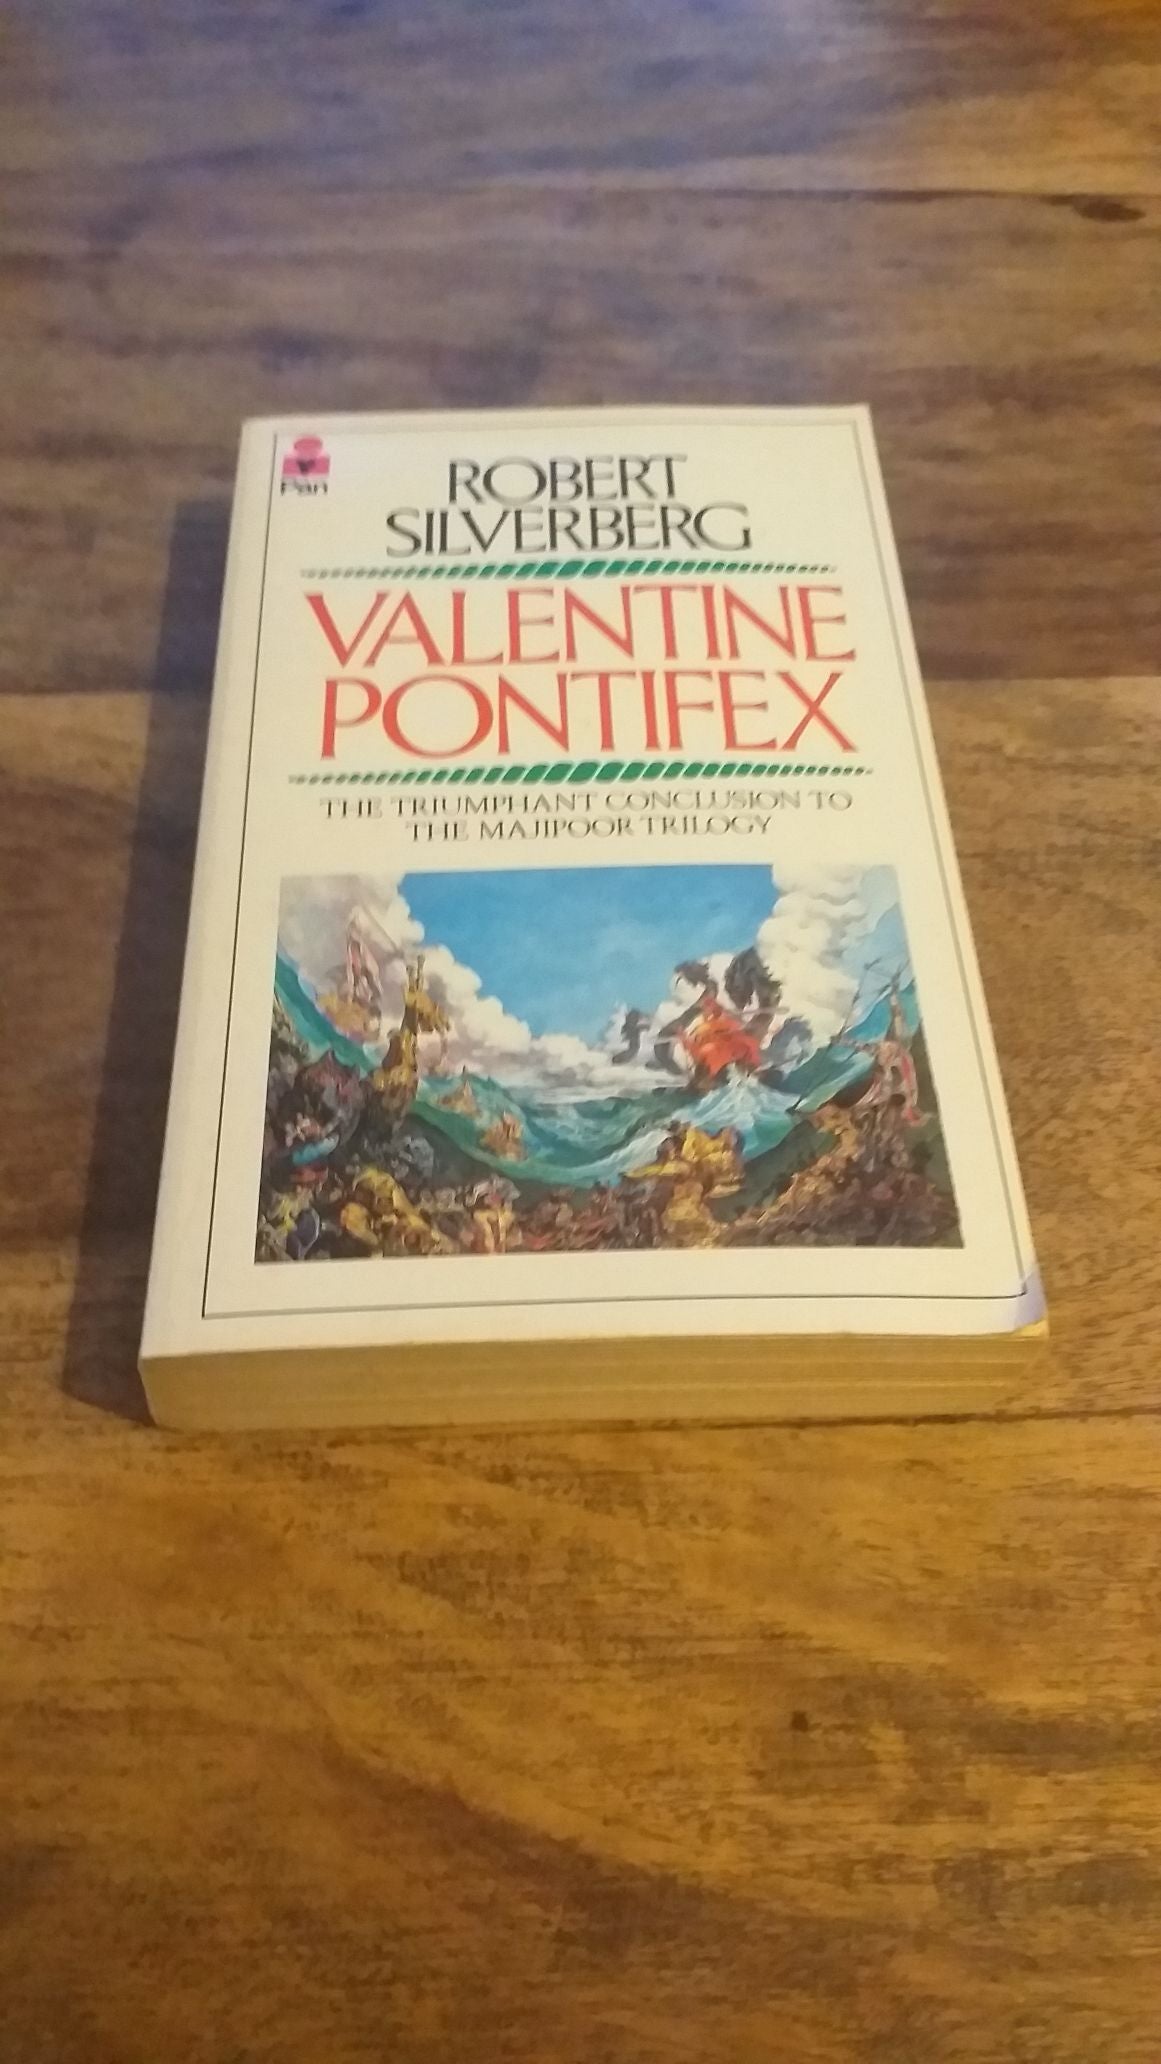 Pan
ROBERT
SILVERBERG
VALENTINE
PONTIFEX
THE TRIUMPHANT CONCLUSION TO
THE MAJIPOOR TRILOGY